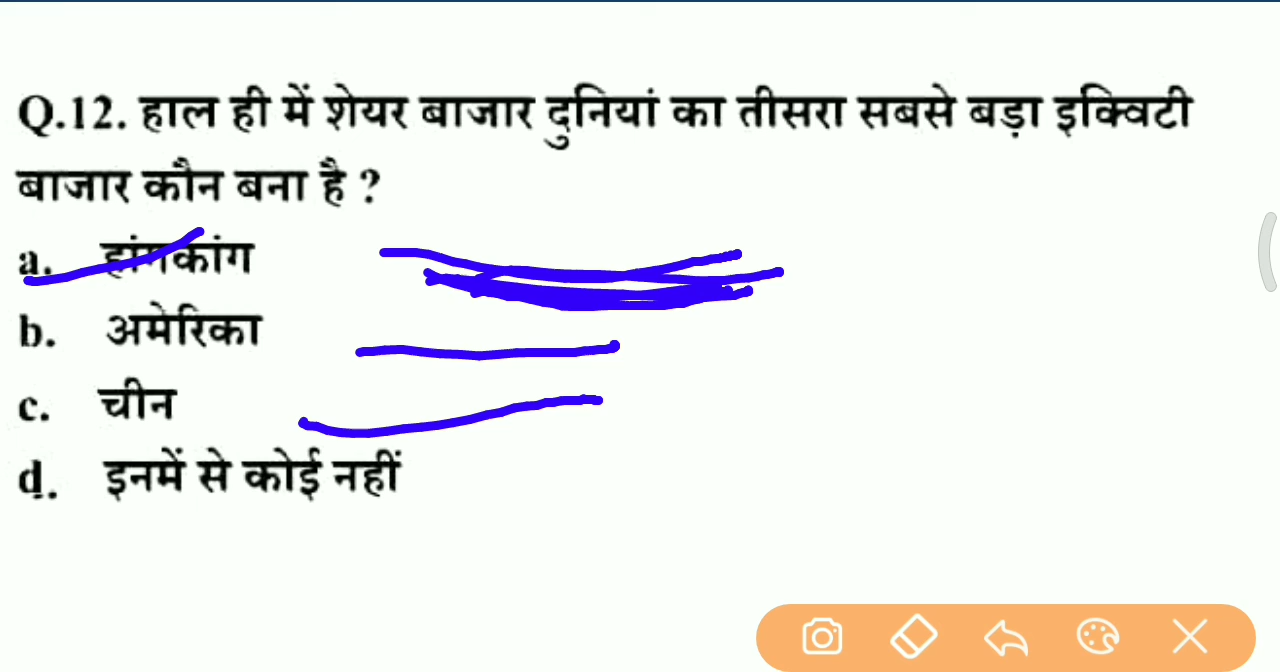 Q.12. हाल ही में शेयर बाजार दुनियां का तीसरा सबसे बड़ा इक्विटी
बाजार कौन बना है ?
a. हांगकांग
b. अमेरिका
c. चीन
d. इनमें से कोई नहीं